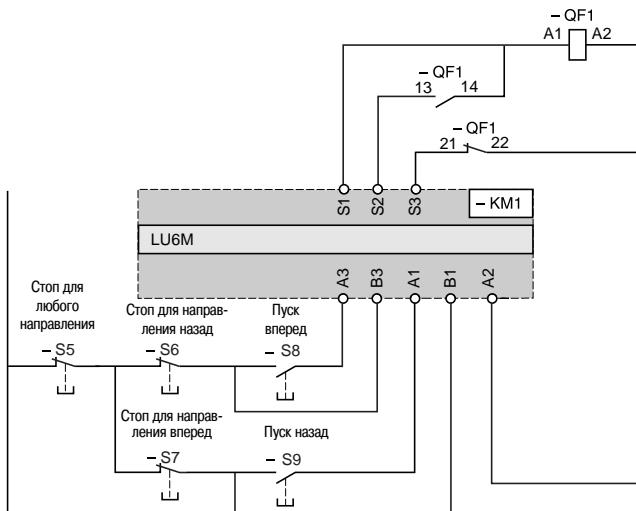 – QF1
A1 A2
– QF1
13 14
– QF1
21 22
S1 S2 S3 – KM1
LU6M
A3 B3 A1 B1 A2
Стоп для
любого
направления
Стоп для направ-
ления назад
Пуск
вперед
– S5
– S6
– S8
Стоп для направ-
ления вперед
Пуск назад
– S7
– S9